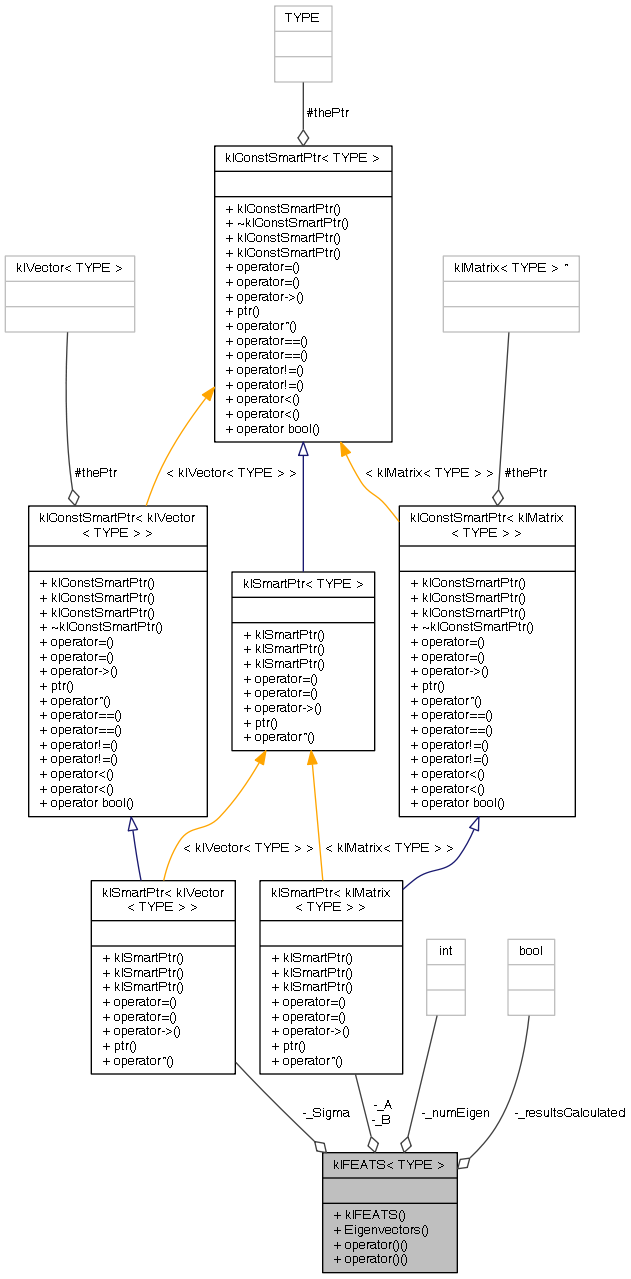 TYPE
#thePtr
klConstSmartPtr< TYPE >
+ klConstSmartPtr()
+ ~klConstSmartPtr()
+ klConstSmartPtr()
+ klConstSmartPtr()
+ operator=()
+ operator=()
+ operator->()
+ ptr()
+ operator*()
+ operator==()
+ operator==()
+ operator!=()
+ operator!=()
+ operator<()
+ operator<()
+ operator bool()
klVector< TYPE >
klMatrix< TYPE > *
#thePtr
< klVector< TYPE > >
< klMatrix< TYPE > >
#thePtr
klConstSmartPtr< klVector
< TYPE > >
+ klConstSmartPtr()
+ klConstSmartPtr()
+ klConstSmartPtr()
+ ~klConstSmartPtr()
+ operator=()
+ operator=()
+ operator->()
+ ptr()
+ operator*()
+ operator==()
+ operator==()
+ operator!=()
+ operator!=()
+ operator<()
+ operator<()
+ operator bool()
klSmartPtr< TYPE >
+ klSmartPtr()
+ klSmartPtr()
+ klSmartPtr()
+ operator=()
+ operator=()
+ operator->()
+ ptr()
+ operator*()
klConstSmartPtr< klMatrix
< TYPE > >
+ klConstSmartPtr()
+ klConstSmartPtr()
+ klConstSmartPtr()
+ ~klConstSmartPtr()
+ operator=()
+ operator=()
+ operator->()
+ ptr()
+ operator*()
+ operator==()
+ operator==()
+ operator!=()
+ operator!=()
+ operator<()
+ operator<()
+ operator bool()
< klVector< TYPE > >
< klMatrix< TYPE > >
klSmartPtr< klVector
< TYPE > >
+ klSmartPtr()
+ klSmartPtr()
+ klSmartPtr()
+ operator=()
+ operator=()
+ operator->()
+ ptr()
+ operator*()
klSmartPtr< klMatrix
< TYPE > >
+ klSmartPtr()
+ klSmartPtr()
+ klSmartPtr()
+ operator=()
+ operator=()
+ operator->()
+ ptr()
+ operator*()
int
bool
-_Sigma
-_A
-_B
-_numEigen
-_resultsCalculated
klFEATS< TYPE >
+ klFEATS()
+ Eigenvectors()
+ operator()()
+ operator()()